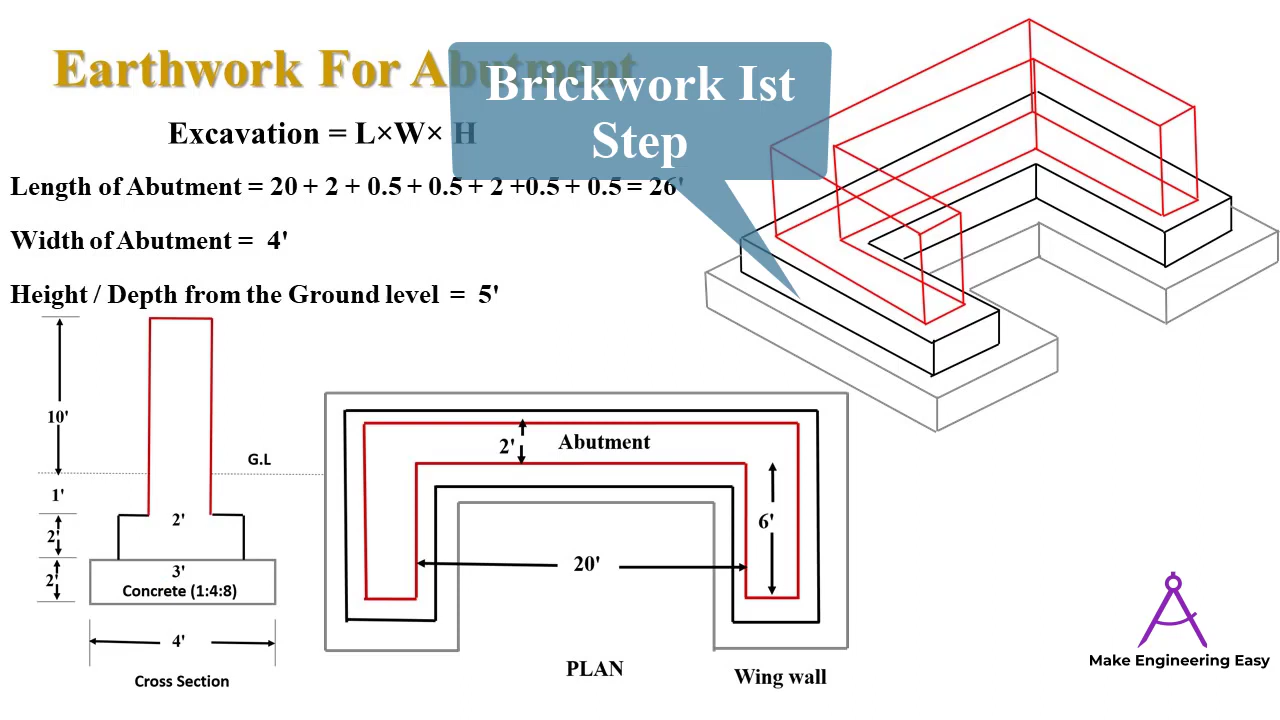 Earthwork For Abutment
Brickwork Ist
Step
Excavation = L×W× H
Length of Abutment = 20 + 2 + 0.5 + 0.5 + 2 +0.5 + 0.5 = 26'
Width of Abutment = 4'
Height / Depth from the Ground level = 5'
10'
G.L
1'
2'
2'
2'
3'
Concrete (1:4:8)
4'
Cross Section
2'
Abutment
6'
20'
PLAN
Wing wall
Make Engineering Easy